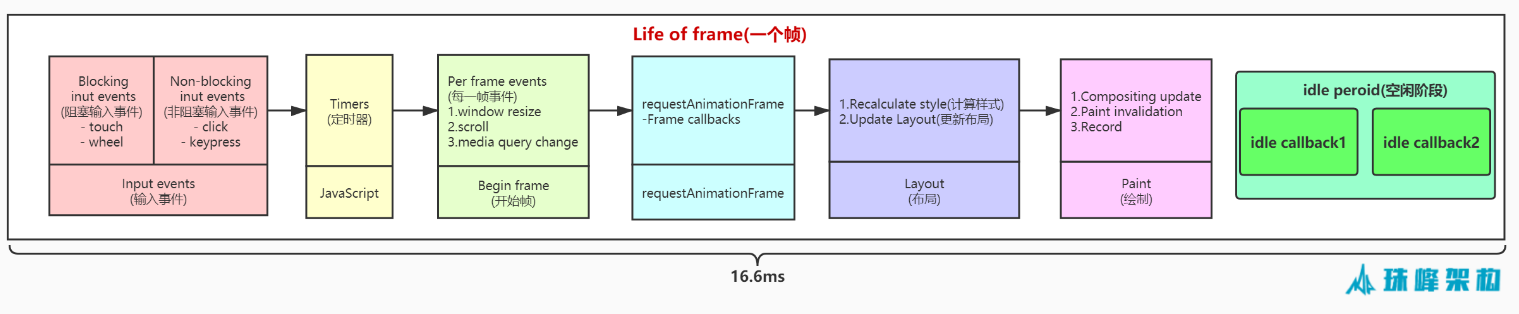 Life of frame(一个帧)
Blocking
inut events
(阻塞输入事件)
- touch
- wheel
Non-blocking
inut events
(非阻塞输入事件)
- click
- keypress
Input events
(输入事件)
Timers
(定时器)
JavaScript
Per frame events
(每一帧事件)
1.window resize
2.scroll
3.media query change
Begin frame
(开始帧)
requestAnimationFrame
-Frame callbacks
requestAnimationFrame
1.Recalculate style(计算样式)
2.Update Layout(更新布局)
Layout
(布局)
1.Compositing update
2.Paint invalidation
3.Record
Paint
(绘制)
idle peroid(空闲阶段)
idle callback1
idle callback2
16.6ms
珠峰架构